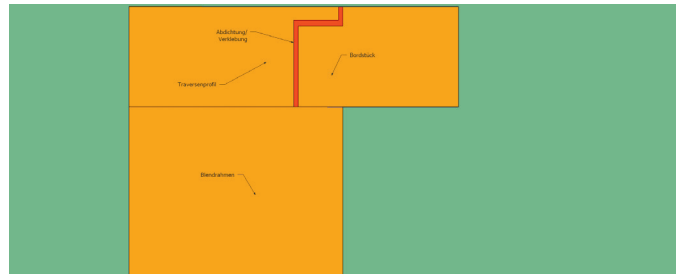 Abdichtung/
Verklebung
Bordstück
Traversenprofil
Blendrahmen